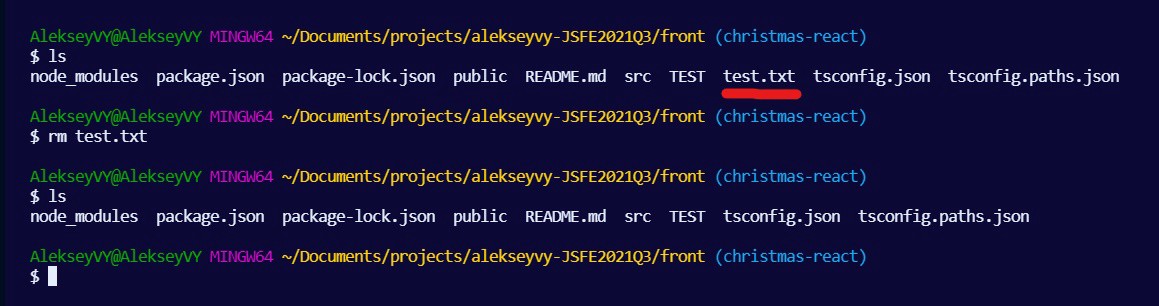 AlekseyVY@AlekseyVY MINGW64 ~/Documents/projects/alekseyvy-JSFE2021Q3/front (christmas-react)
$ ls
node_modules package.json package-lock.json public README.md src TEST test.txt tsconfig.json tsconfig.paths.json
AlekseyVY@AlekseyVY MINGW64 ~/Documents/projects/alekseyvy-JSFE2021Q3/front (christmas-react)
$ rm test.txt
AlekseyVY@AlekseyVY MINGW64 ~/Documents/projects/alekseyvy-JSFE2021Q3/front (christmas-react)
$ ls
node_modules package.json package-lock.json public README.md src TEST tsconfig.json tsconfig.paths.json
AlekseyVY@AlekseyVY MINGW64 ~/Documents/projects/alekseyvy-JSFE2021Q3/front (christmas-react)
$